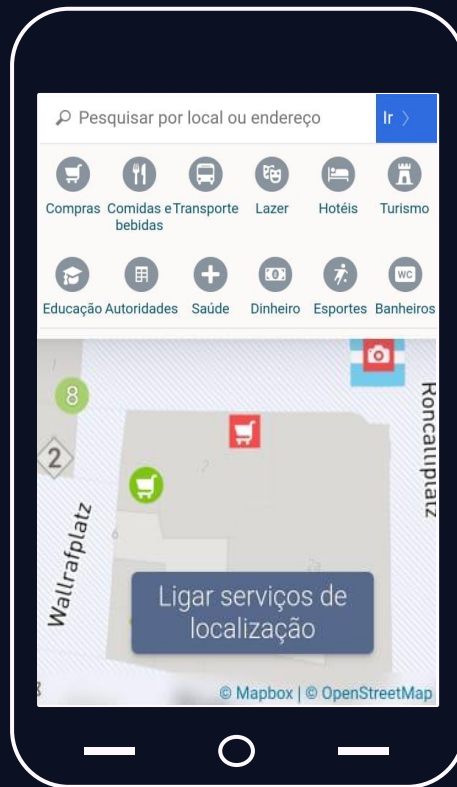 Pesquisar por local ou endereço
Ir
Compras
Comidas e bebidas
Transporte
Lazer
Hotéis
Turismo
WC
Educação
Autoridades
Saúde
Dinheiro
Esportes
Banheiros
8
2
Wallrafplatz
Roncalliplatz
Ligar serviços de
localização
© Mapbox | © OpenStreetMap